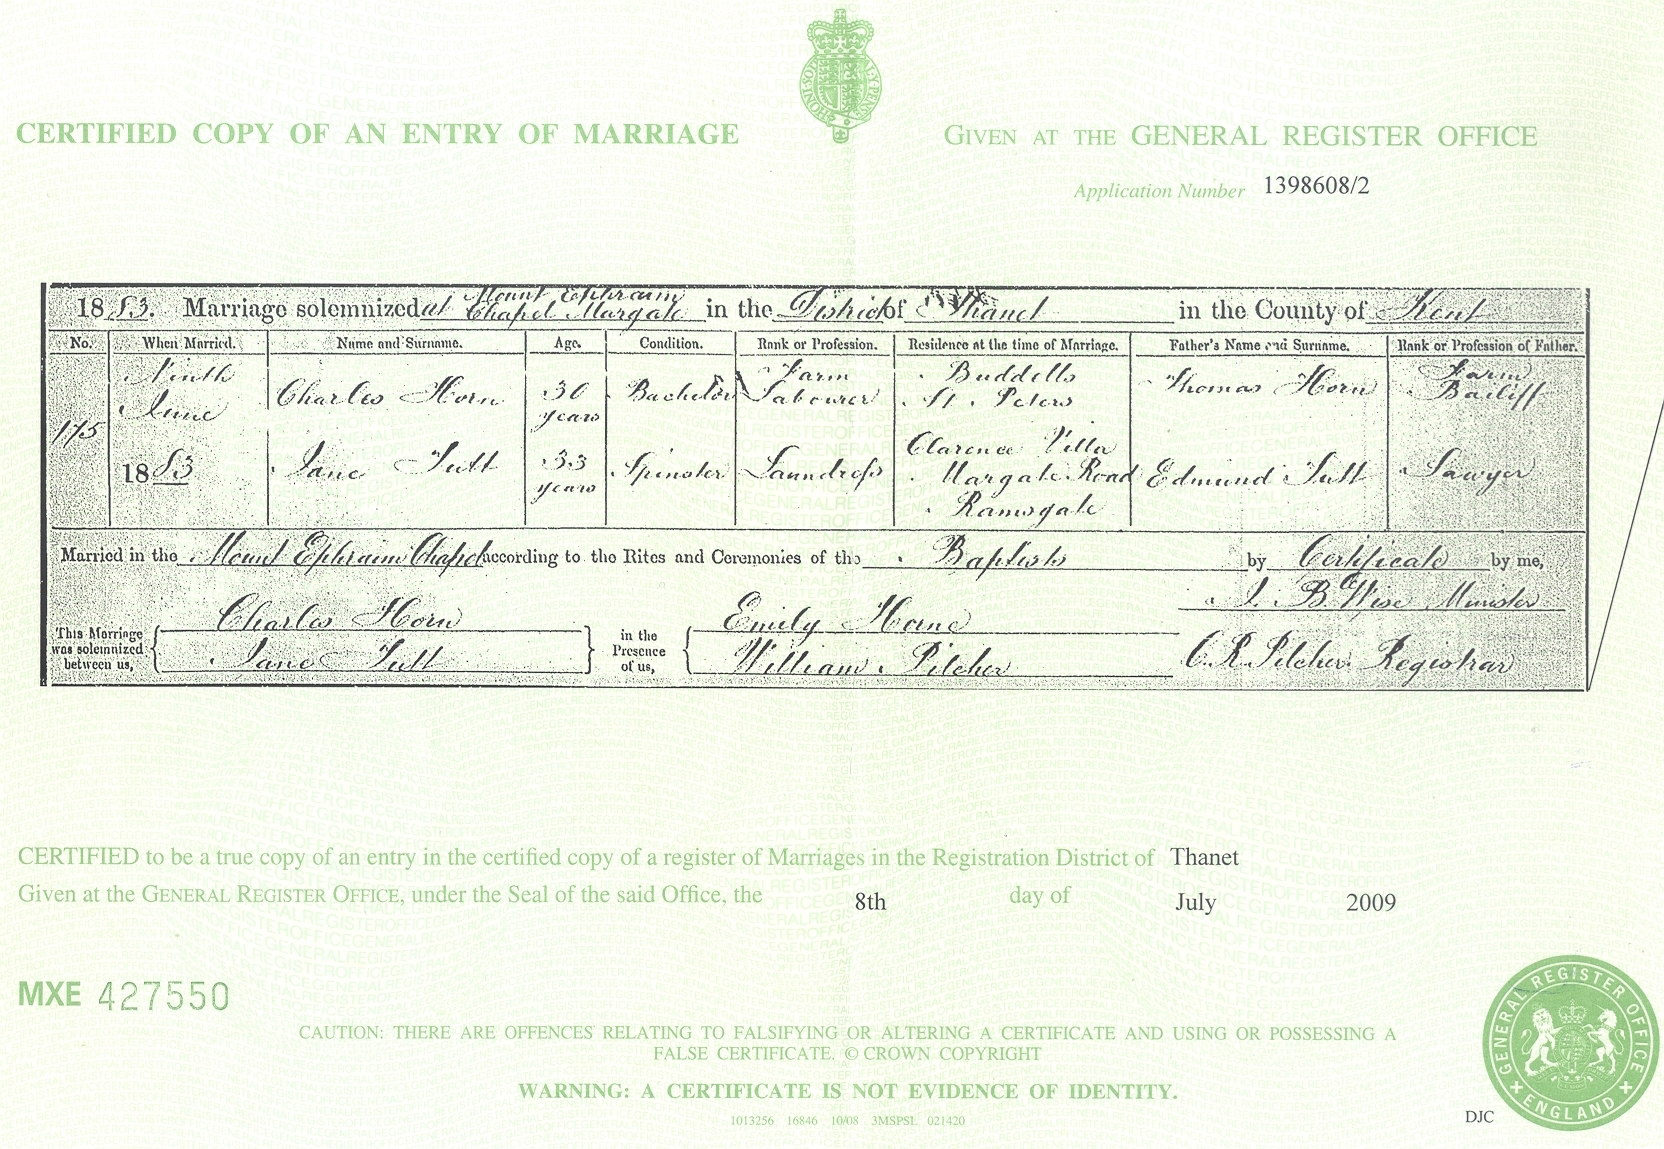 CERTIFIED COPY OF AN ENTRY OF MARRIAGE
GIVEN AT THE GENERAL REGISTER OFFICE
Application Number 1398608/2
1883. Marriage solemnized at Mount Ephraim Chapel Margate in the District of Thanet in the County of Kent
No. When Married. Name and Surname. Age. Condition. Rank or Profession. Residence at the time of Marriage. Father's Name and Surname. Rank or Profession of Father.
175 Ninth June 1883
Charles Horn 30 years Bachelor Farm Labourer Buddells St. Peters Thomas Horn Farm Bailiff
Jane Tutt 33 years Spinster Laundress Clarence Villa Margate Road Ramsgate Edmund Tutt Sawyer
Married in the Mount Ephraim Chapel according to the Rites and Ceremonies of the Baptists by Certificate by me,
J. B. Wise Minister
This Marriage was solemnized between us,
Charles Horn
Jane Tutt
in the Presence of us,
Emily Horne
William Pilcher
C. R. Pilcher Registrar
CERTIFIED to be a true copy of an entry in the certified copy of a register of Marriages in the Registration District of Thanet
Given at the GENERAL REGISTER OFFICE, under the Seal of the said Office, the 8th day of July 2009
MXE 427550
CAUTION: THERE ARE OFFENCES RELATING TO FALSIFYING OR ALTERING A CERTIFICATE AND USING OR POSSESSING A
FALSE CERTIFICATE. © CROWN COPYRIGHT
WARNING: A CERTIFICATE IS NOT EVIDENCE OF IDENTITY.
1013256 16846 10/08 3MSPSL 021420
DJC
GENERAL REGISTER OFFICE
ENGLAND